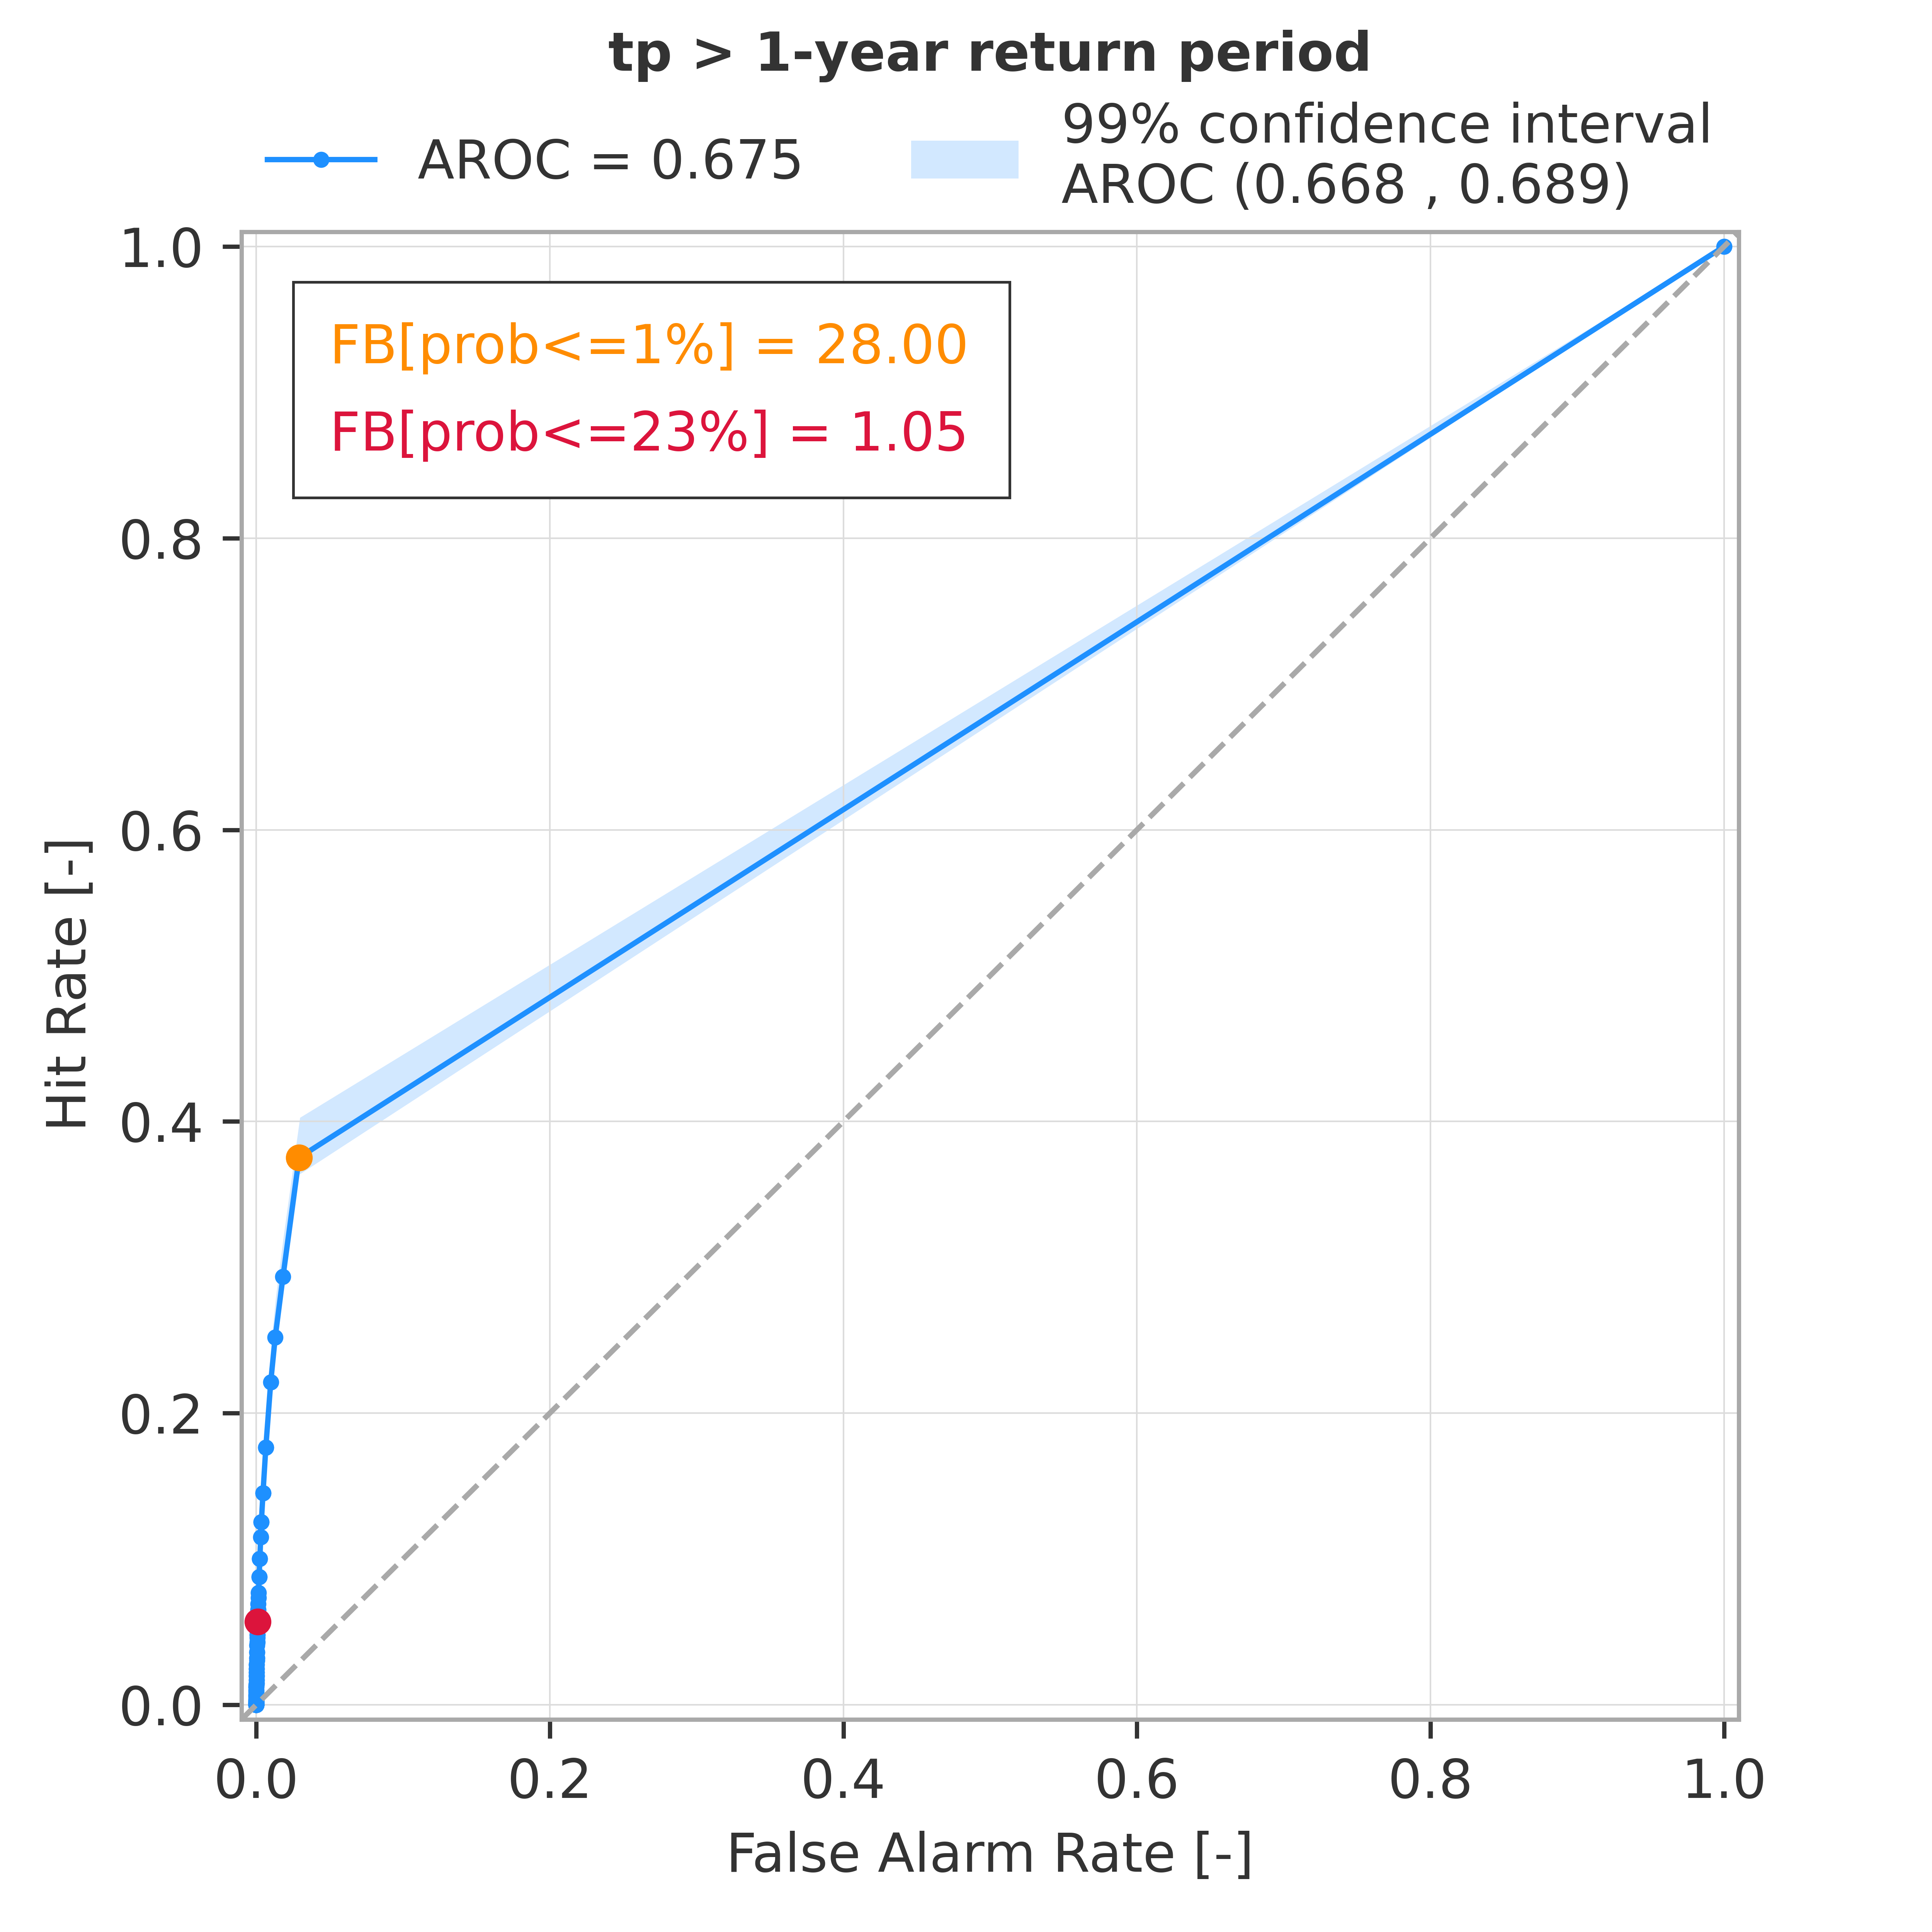 tp > 1-year return period
AROC = 0.675
99% confidence interval
AROC (0.668 , 0.689)
FB[prob<=1%] = 28.00
FB[prob<=23%] = 1.05
Hit Rate [-]
1.0
0.8
0.6
0.4
0.2
0.0
0.0 0.2 0.4 0.6 0.8 1.0
False Alarm Rate [-]